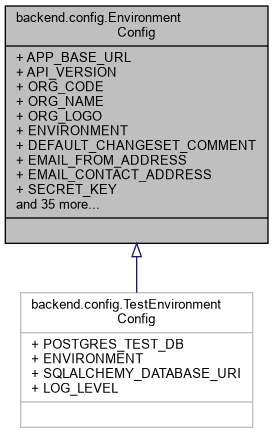 backend.config.Environment
Config
+ APP_BASE_URL
+ API_VERSION
+ ORG_CODE
+ ORG_NAME
+ ORG_LOGO
+ ENVIRONMENT
+ DEFAULT_CHANGESET_COMMENT
+ EMAIL_FROM_ADDRESS
+ EMAIL_CONTACT_ADDRESS
+ SECRET_KEY
and 35 more...
backend.config.TestEnvironment
Config
+ POSTGRES_TEST_DB
+ ENVIRONMENT
+ SQLALCHEMY_DATABASE_URI
+ LOG_LEVEL